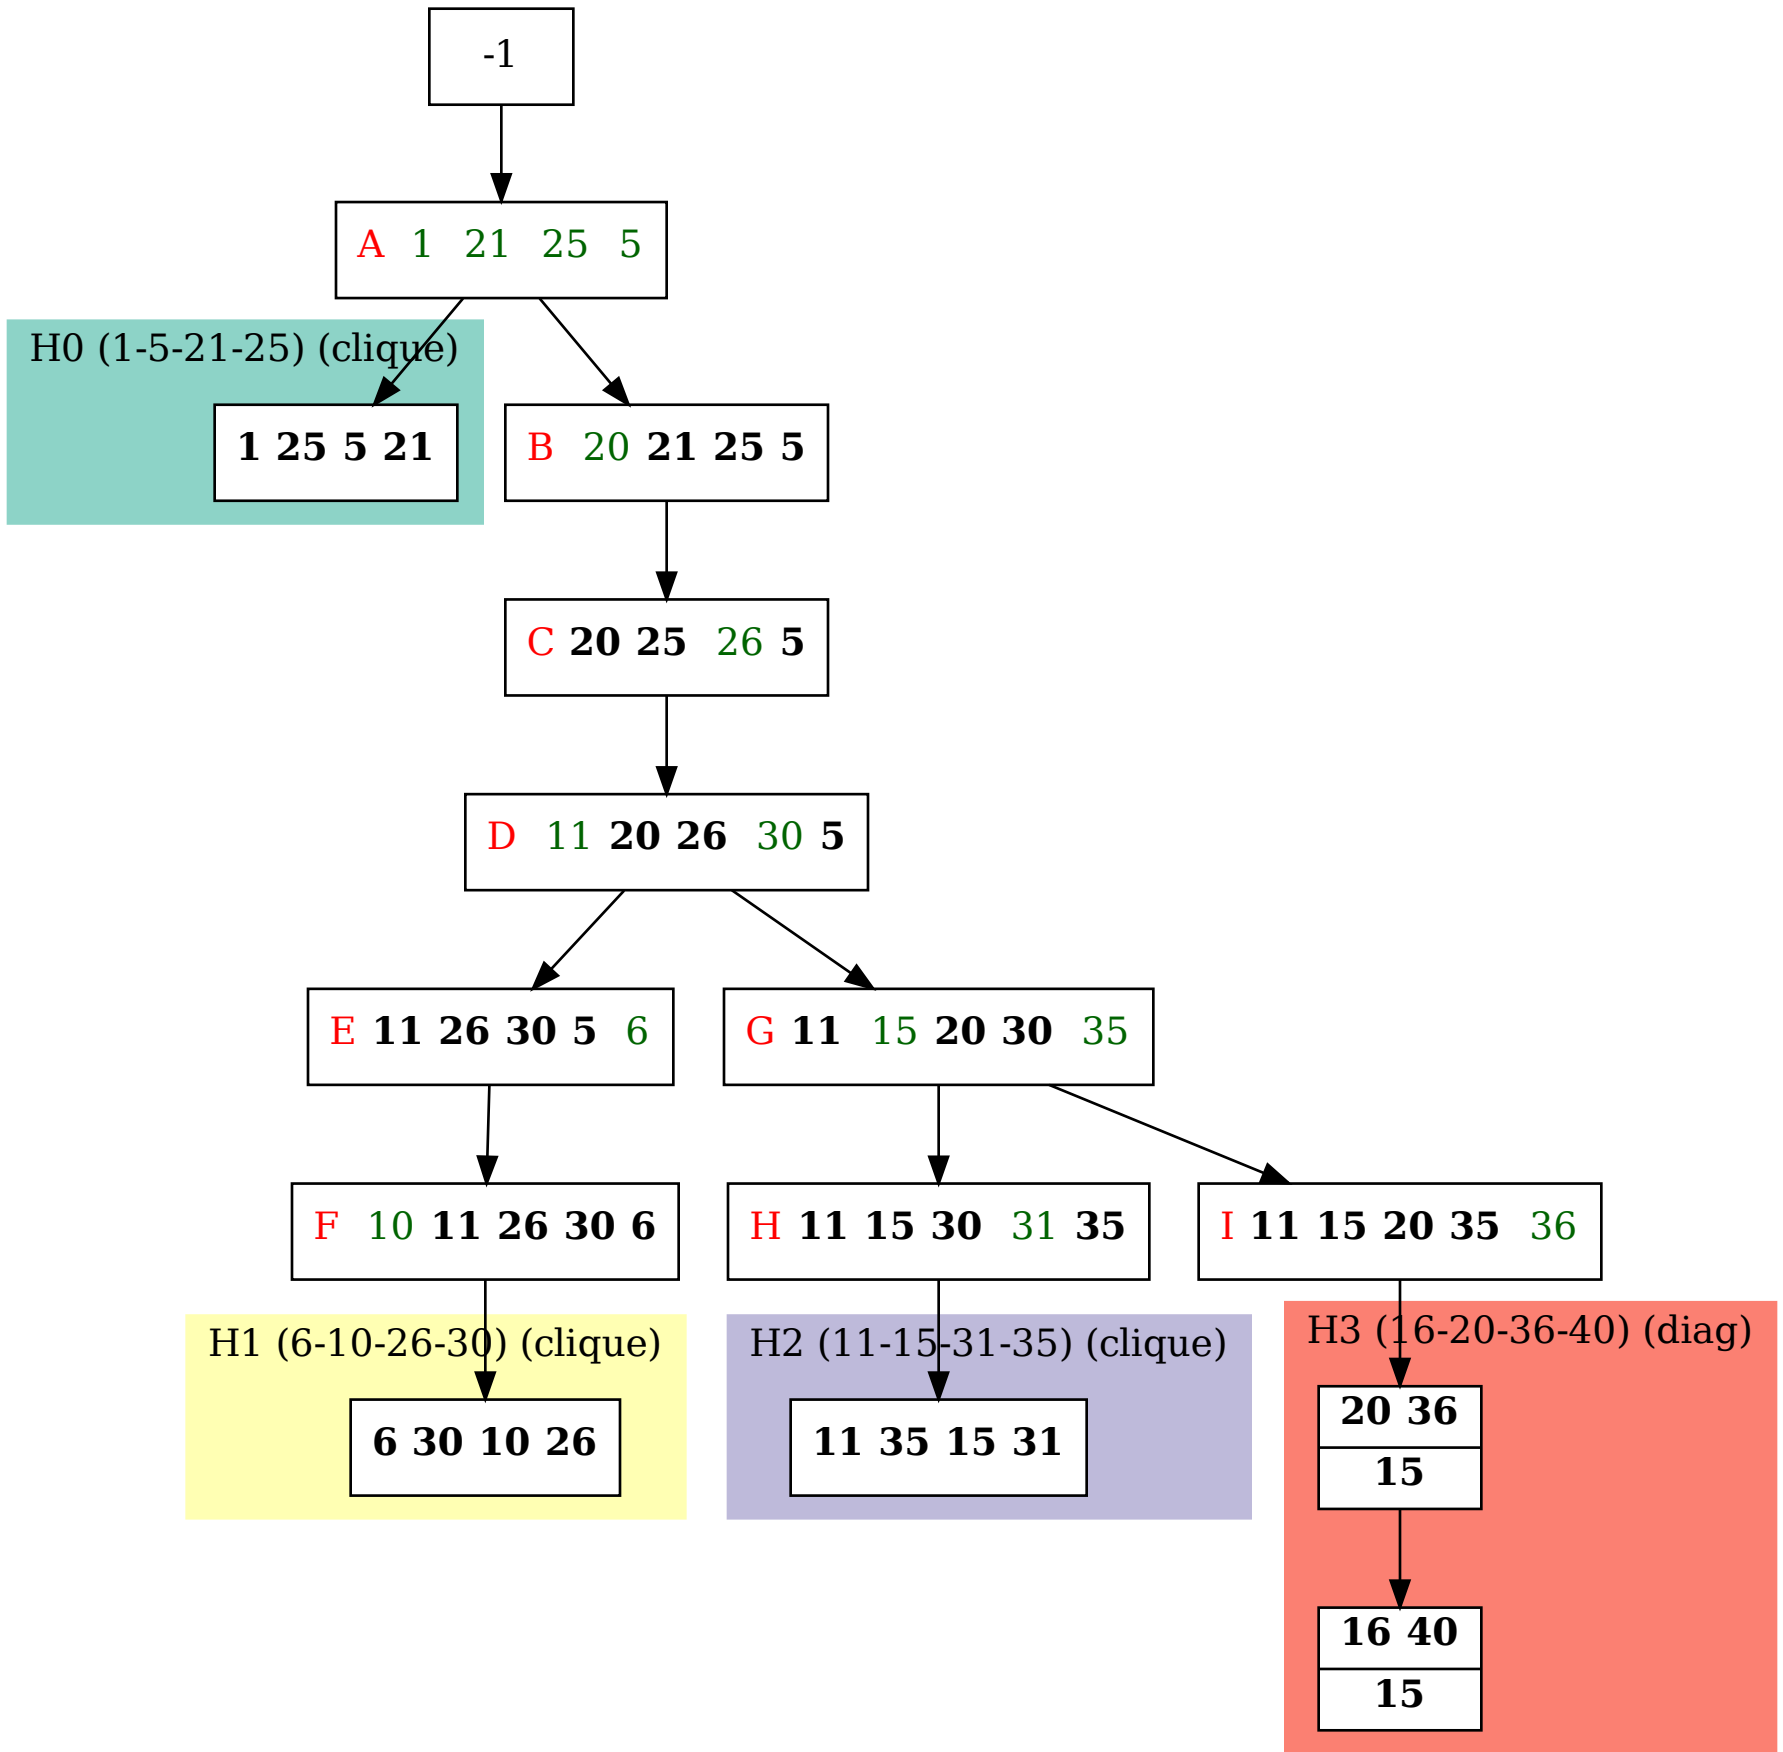 -1
A 1 21 25 5
H0 (1-5-21-25) (clique)
1 25 5 21
B 20 21 25 5
C 20 25 26 5
D 11 20 26 30 5
E 11 26 30 5 6
G 11 15 20 30 35
F 10 11 26 30 6
H 11 15 30 31 35
I 11 15 20 35 36
H1 (6-10-26-30) (clique)
6 30 10 26
H2 (11-15-31-35) (clique)
11 35 15 31
H3 (16-20-36-40) (diag)
20 36
15
16 40
15